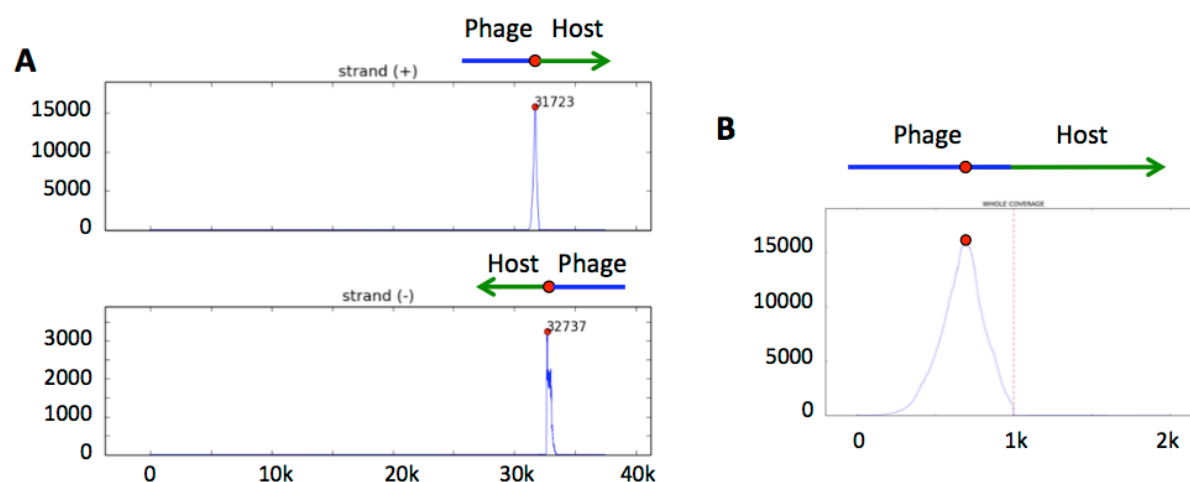 A
Phage Host
strand (+)
31723
15000
10000
5000
0
Host Phage
strand (-)
32737
3000
2000
1000
0
0 10k 20k 30k 40k
B
Phage Host
WHOLE COVERAGE
15000
10000
5000
0
0 1k 2k